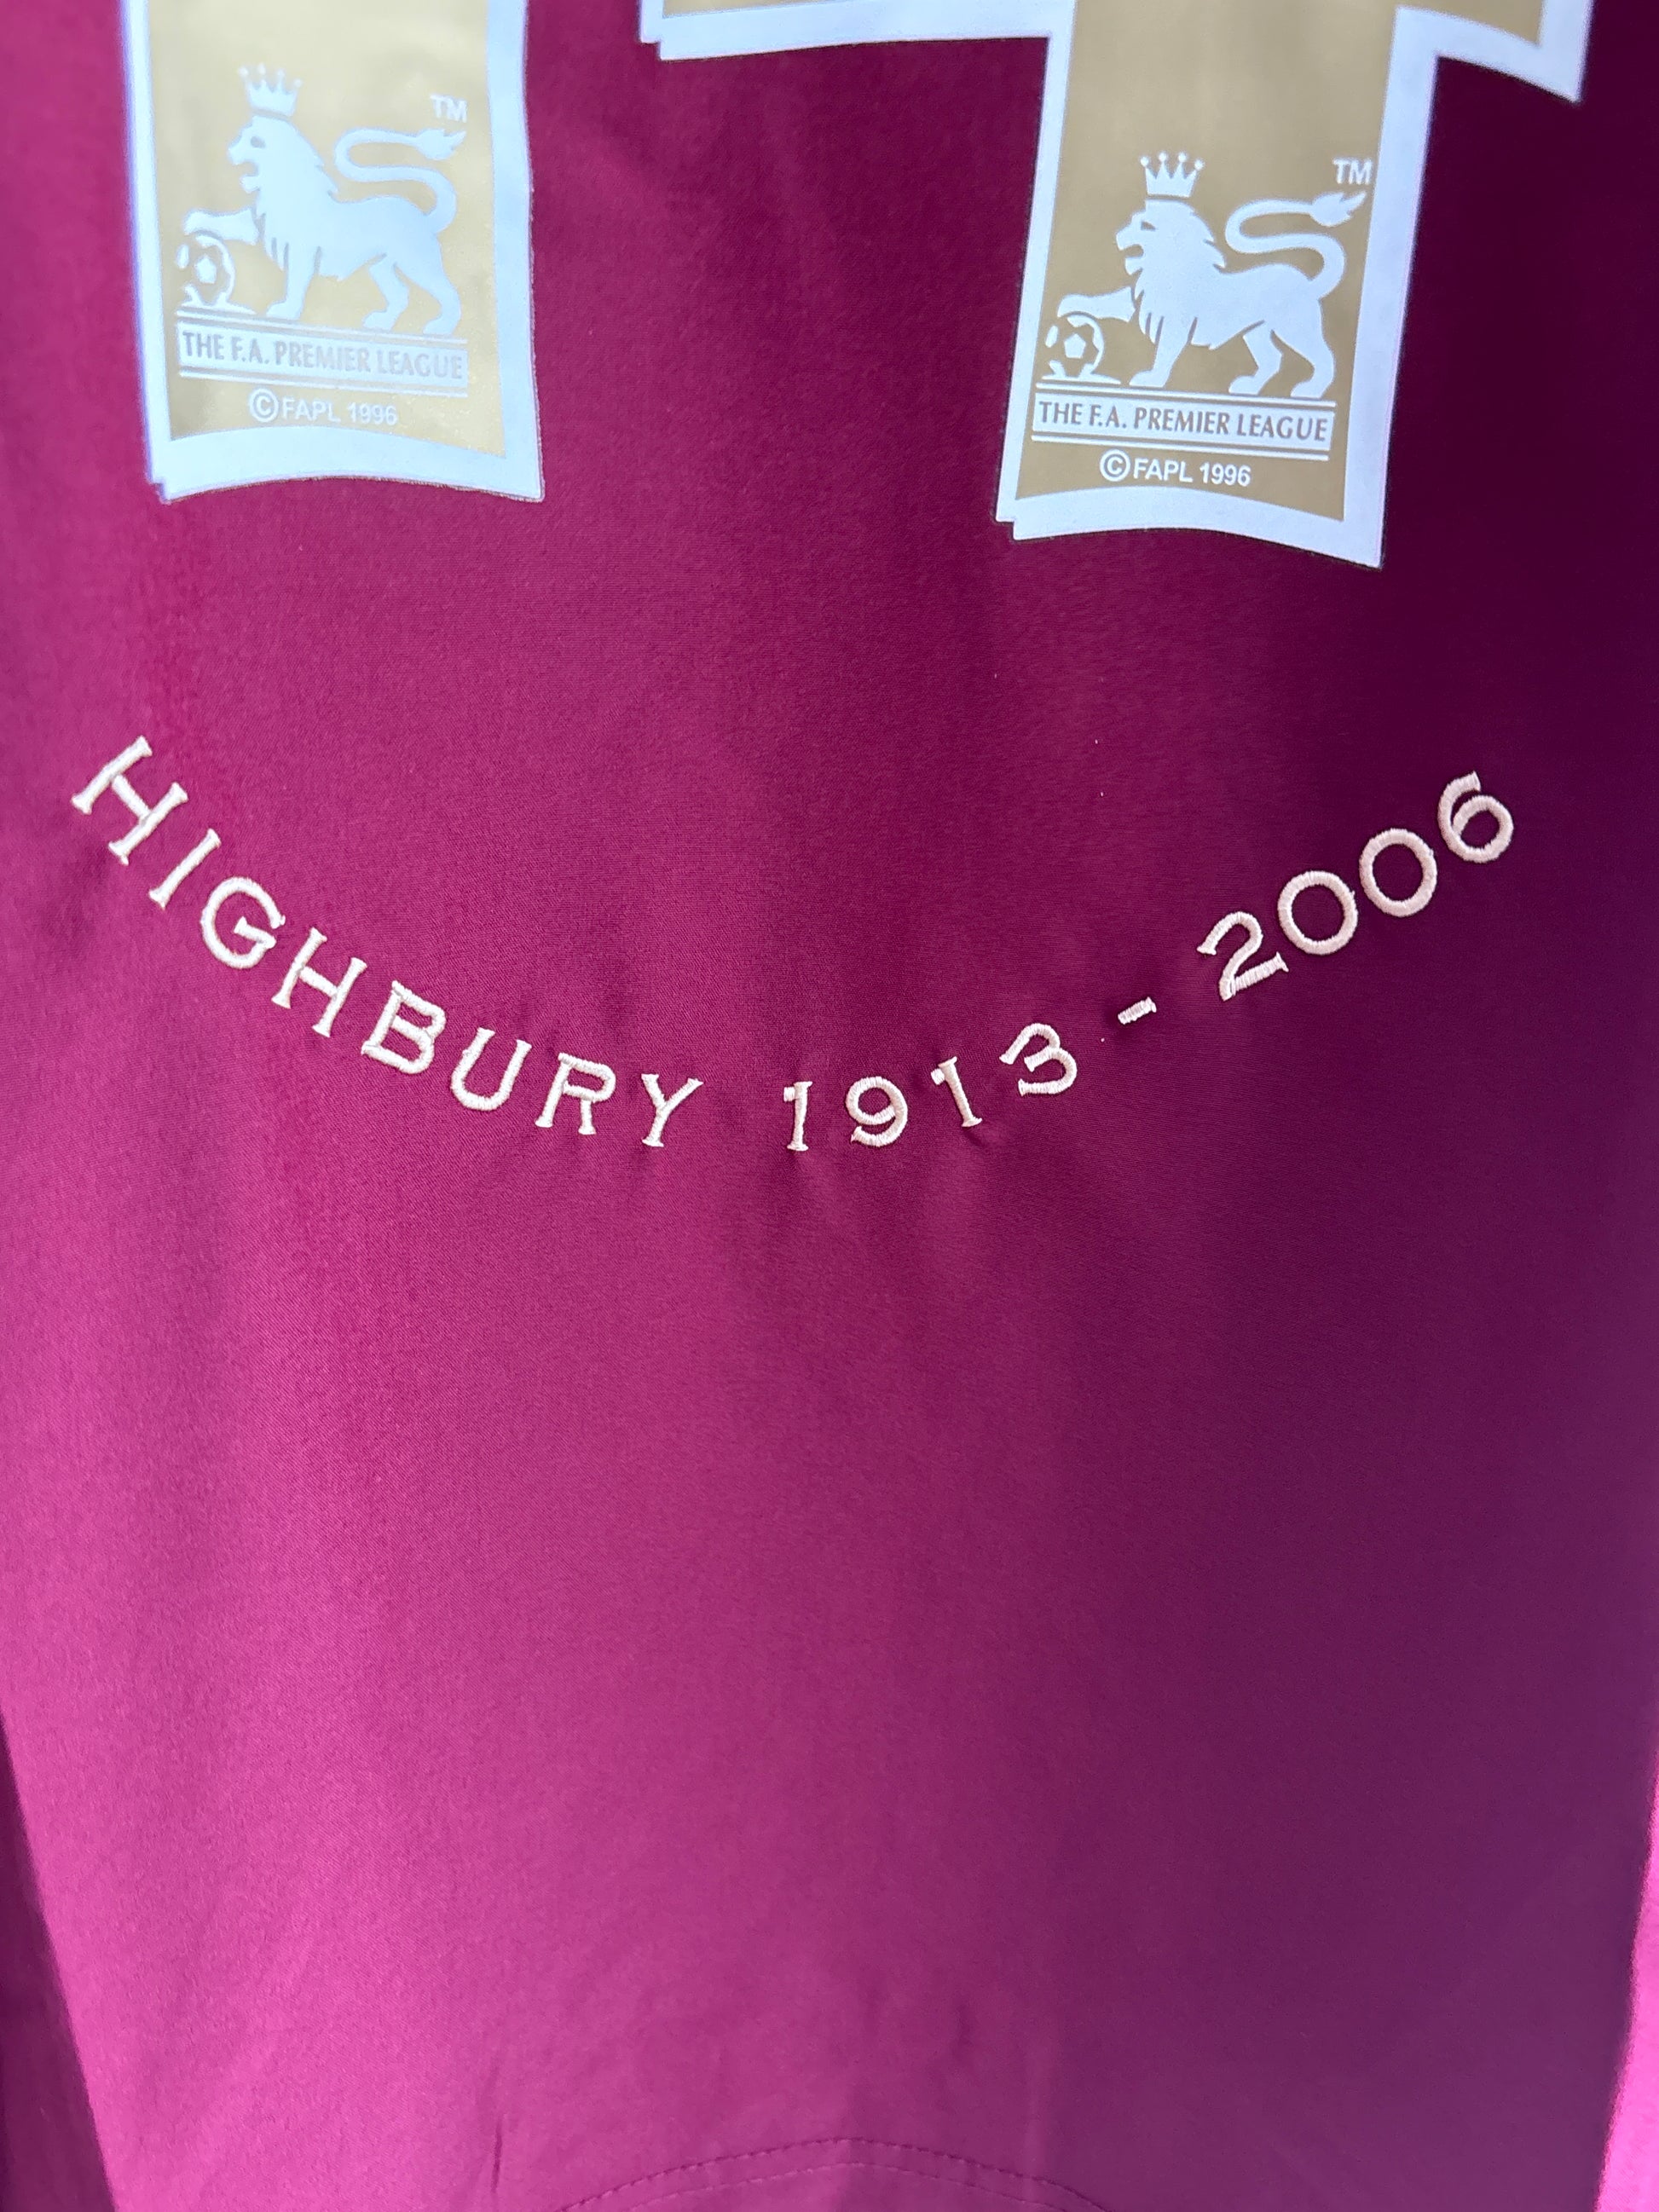 TM
THE F.A. PREMIER LEAGUE
©FAPL 1996
TM
THE F.A. PREMIER LEAGUE
©FAPL 1996
HIGHBURY 1913 - 2006